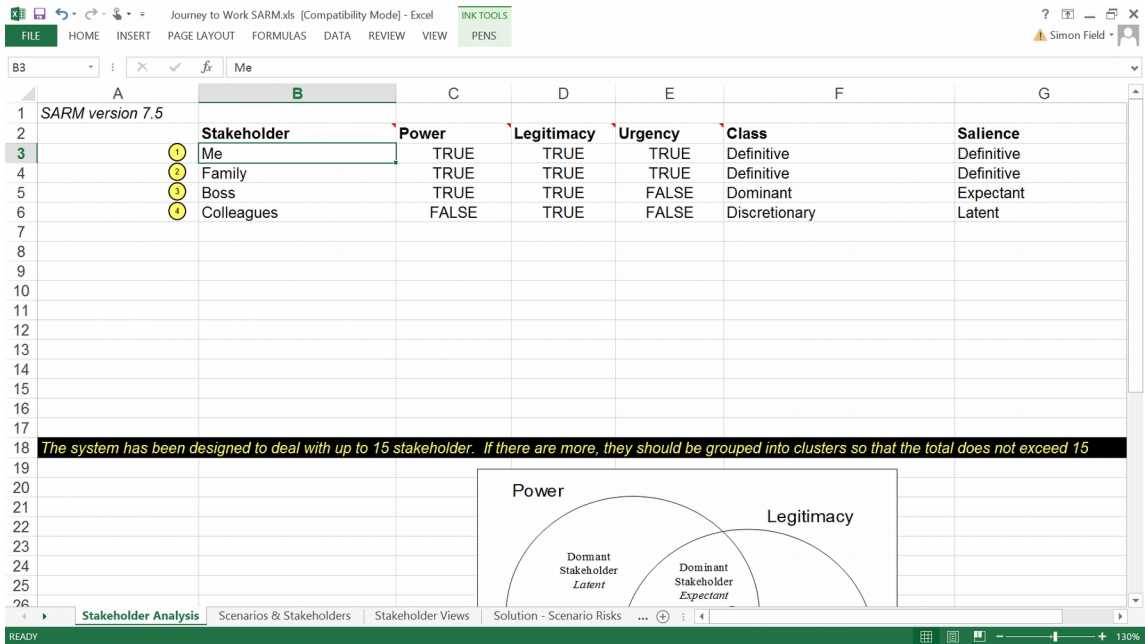 Journey to Work SARM.xls [Compatibility Mode] - Excel
INK TOOLS
?
FILE HOME INSERT PAGE LAYOUT FORMULAS DATA REVIEW VIEW PENS
Simon Field
B3 fx Me
A B C D E F G
1 SARM version 7.5
2 Stakeholder Power Legitimacy Urgency Class Salience
3 1 Me TRUE TRUE TRUE Definitive Definitive
4 2 Family TRUE TRUE TRUE Definitive Definitive
5 3 Boss TRUE TRUE FALSE Dominant Expectant
6 4 Colleagues FALSE TRUE FALSE Discretionary Latent
7
8
9
10
11
12
13
14
15
16
17
18 The system has been designed to deal with up to 15 stakeholder. If there are more, they should be grouped into clusters so that the total does not exceed 15
19
20
21
22
23
24
25
26
Power
Legitimacy
Dormant
Stakeholder
Latent
Dominant
Stakeholder
Expectant
Stakeholder Analysis Scenarios & Stakeholders Stakeholder Views Solution - Scenario Risks ...
READY 130%